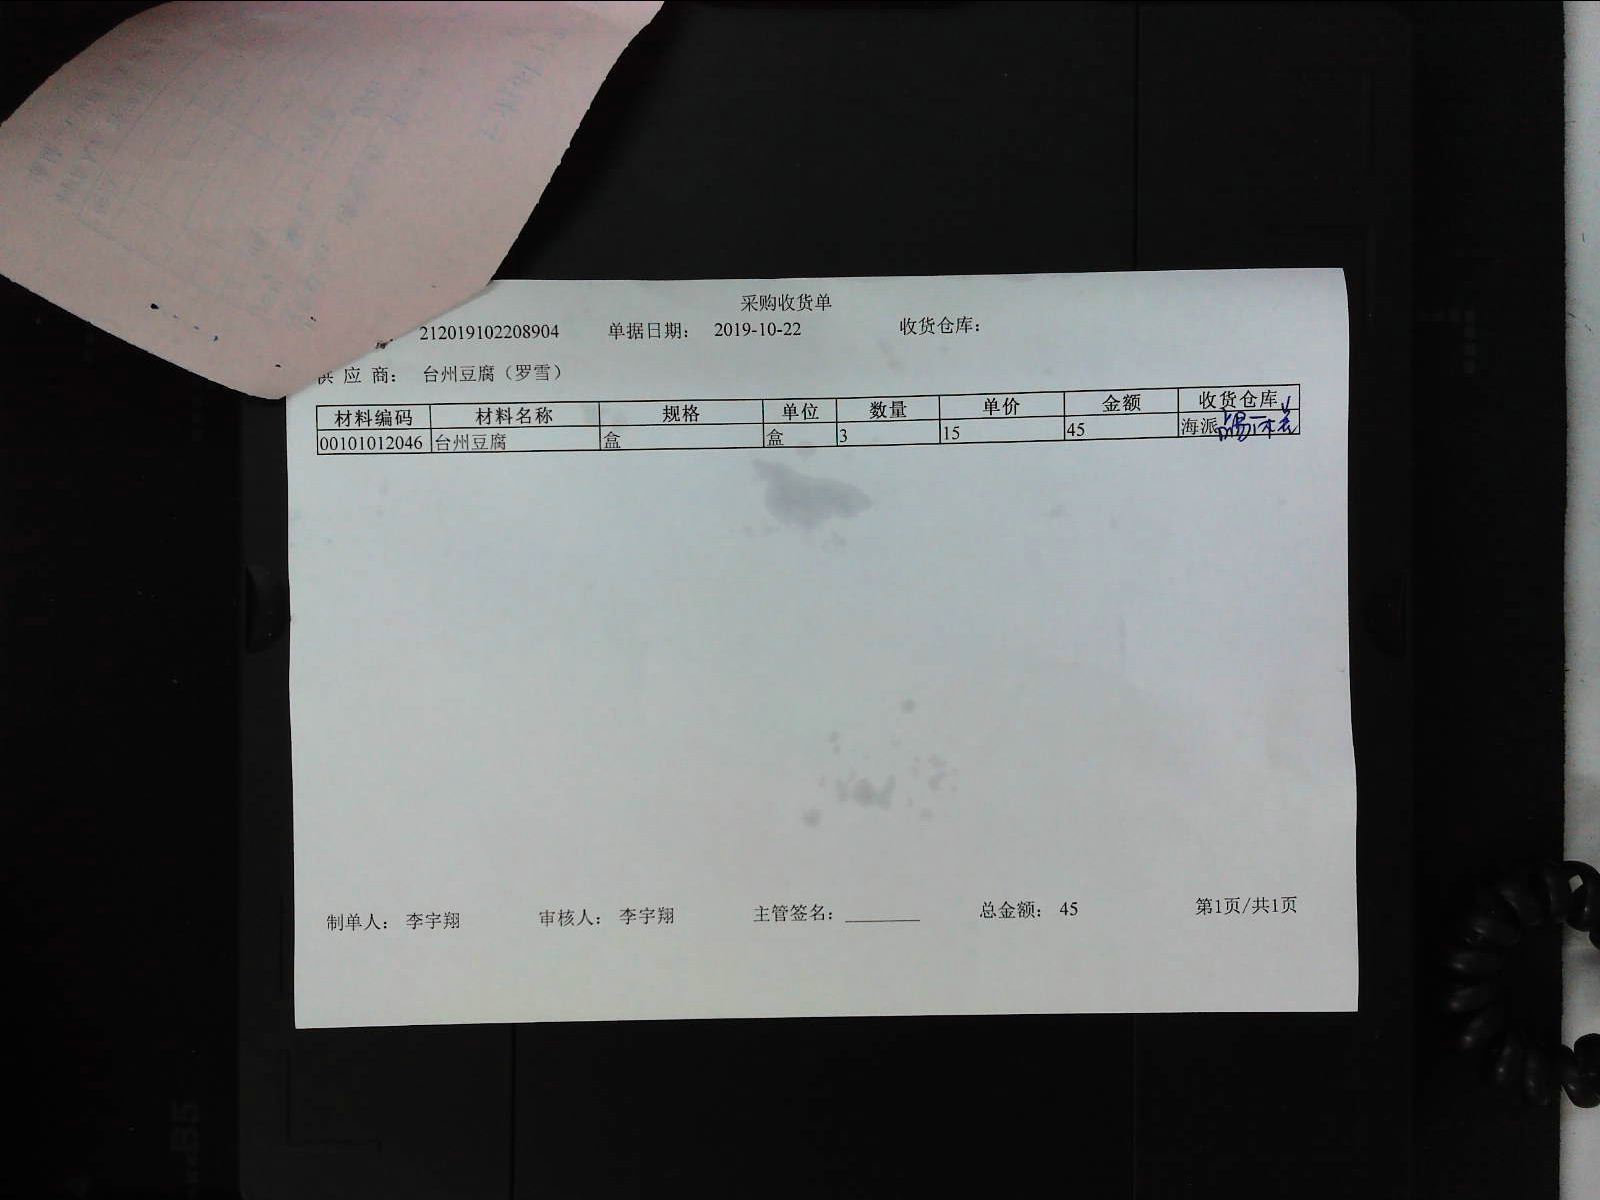 采购收货单
212019102208904 单据日期： 2019-10-22 收货仓库：
供 应 商： 台州豆腐（罗雪）
材料编码 材料名称 规格 单位 数量 单价 金额 收货仓库
00101012046 台州豆腐 盒 盒 3 15 45 海派
制单人： 李宇翔 审核人： 李宇翔 主管签名： 总金额： 45 第1页/共1页